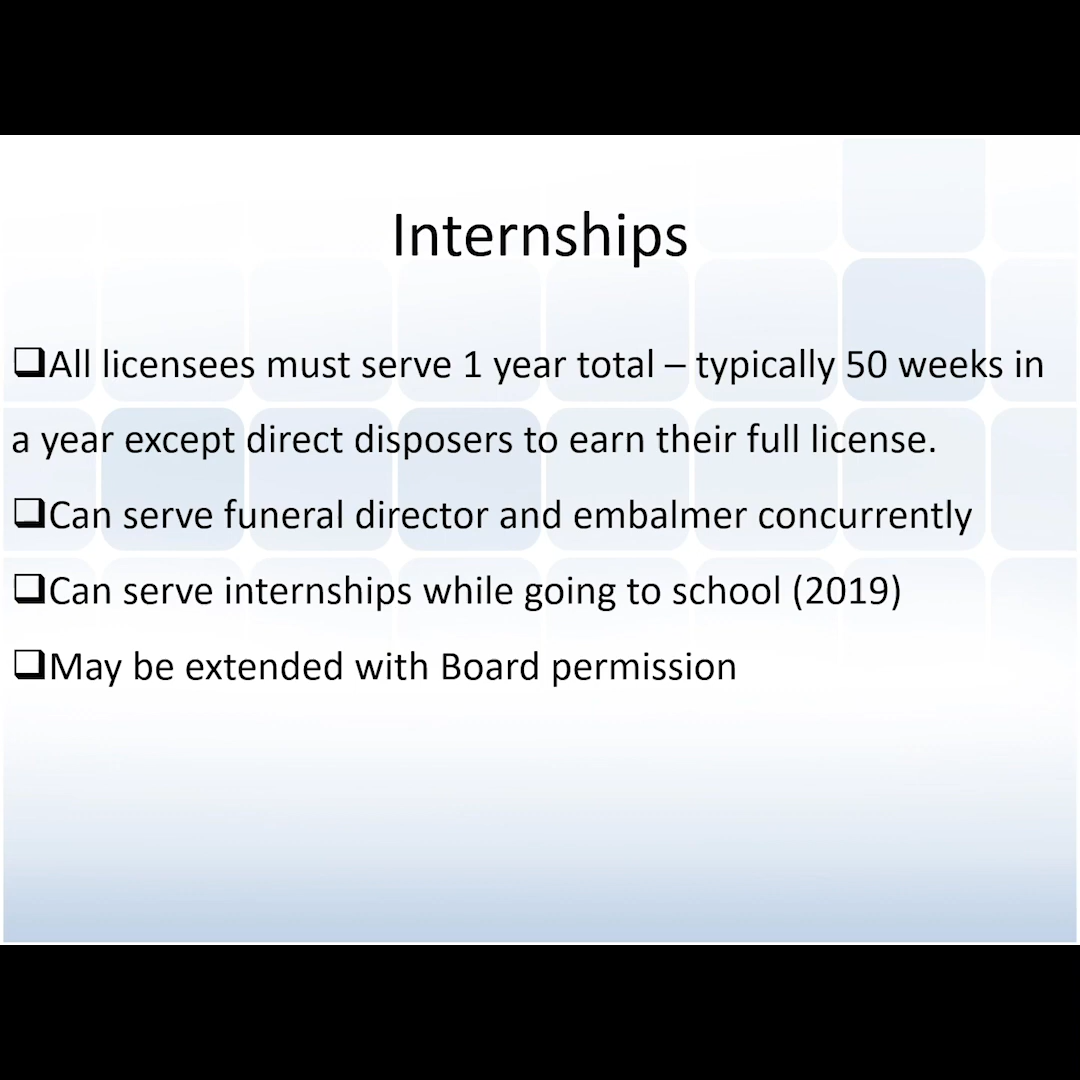 Internships
❑All licensees must serve 1 year total – typically 50 weeks in
a year except direct disposers to earn their full license.
❑Can serve funeral director and embalmer concurrently
❑Can serve internships while going to school (2019)
❑May be extended with Board permission